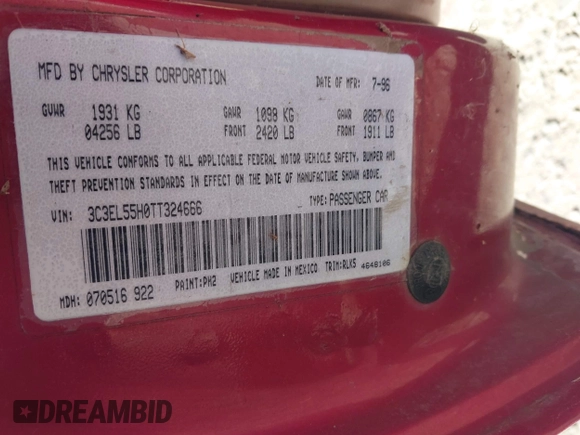 MFD BY CHRYSLER CORPORATION DATE OF MFR: 7-96
GVWR 1931 KG GAWR 1098 KG GAWR 0867 KG
04256 LB FRONT 2420 LB FRONT 1911 LB
THIS VEHICLE CONFORMS TO ALL APPLICABLE FEDERAL MOTOR VEHICLE SAFETY, BUMPER AND
THEFT PREVENTION STANDARDS IN EFFECT ON THE DATE OF MANUFACTURE SHOWN ABOVE.
VIN: 3C3EL55H0TT324666 TYPE: PASSENGER CAR
MDH: 070516 922 PAINT: PH2 VEHICLE MADE IN MEXICO TRIM: RLK5 4648106
DREAMBID